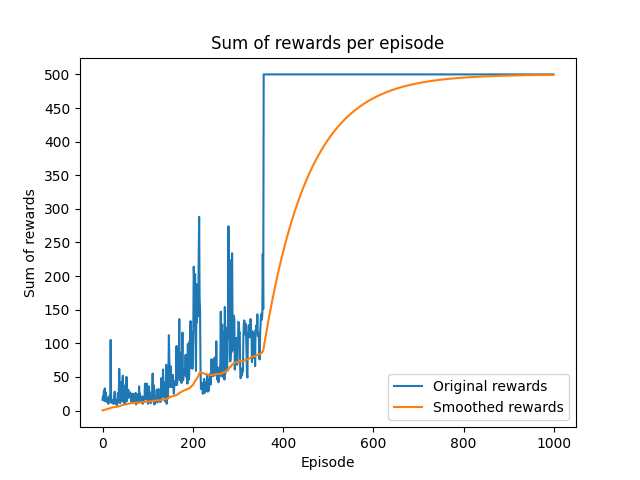 Sum of rewards per episode
500
450
400
350
300
250
200
150
100
50
0
Sum of rewards
Original rewards
Smoothed rewards
0 200 400 600 800 1000
Episode